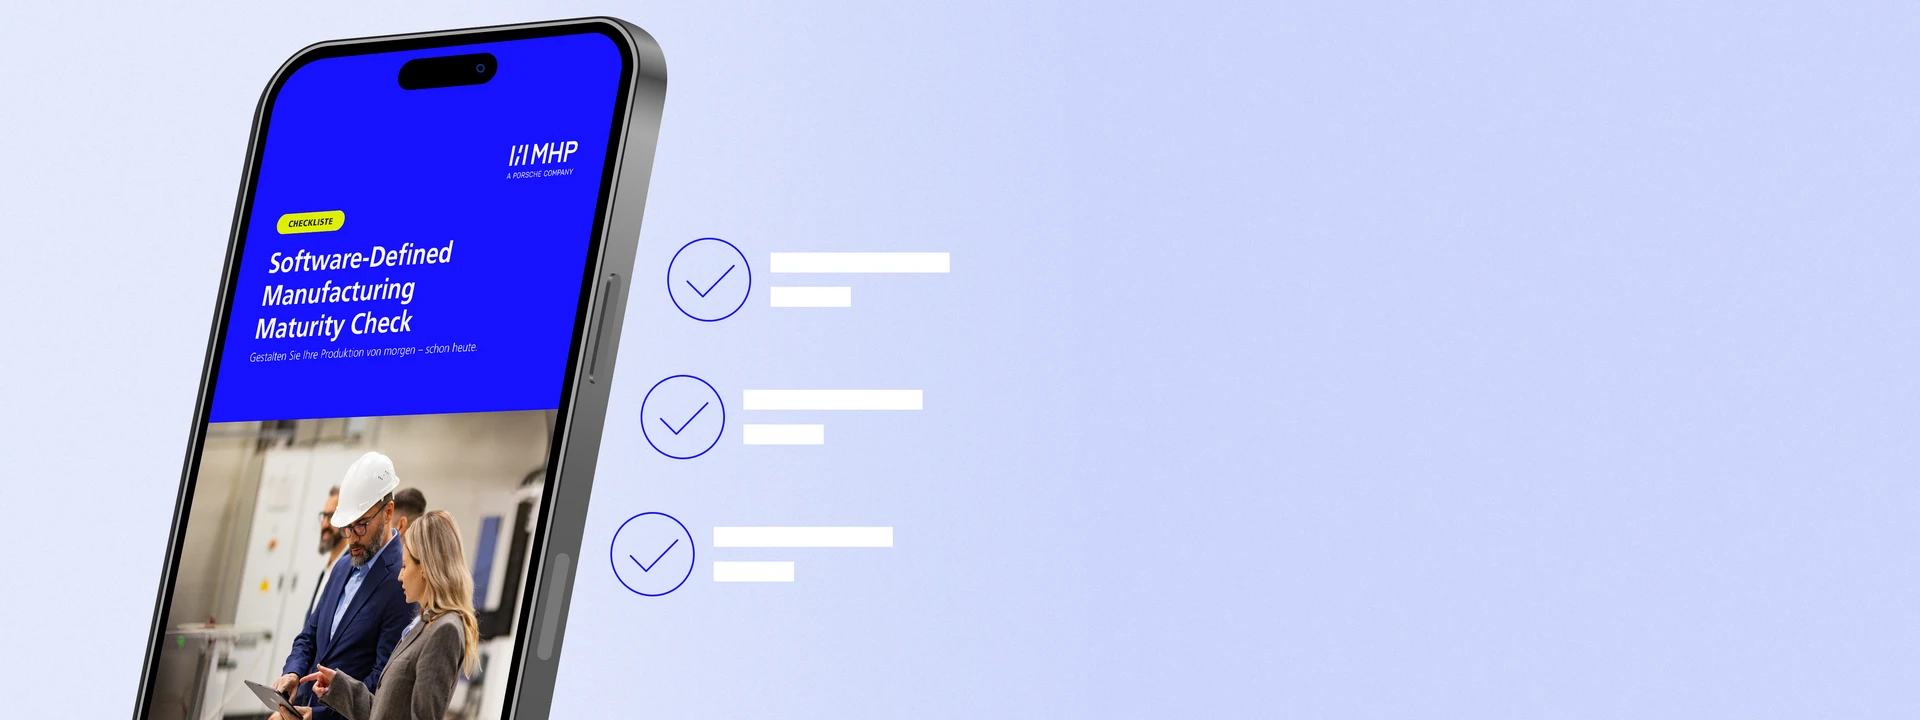 MHP
A PORSCHE COMPANY
CHECKLISTE
Software-Defined
Manufacturing
Maturity Check
Gestalten Sie Ihre Produktion von morgen – schon heute.